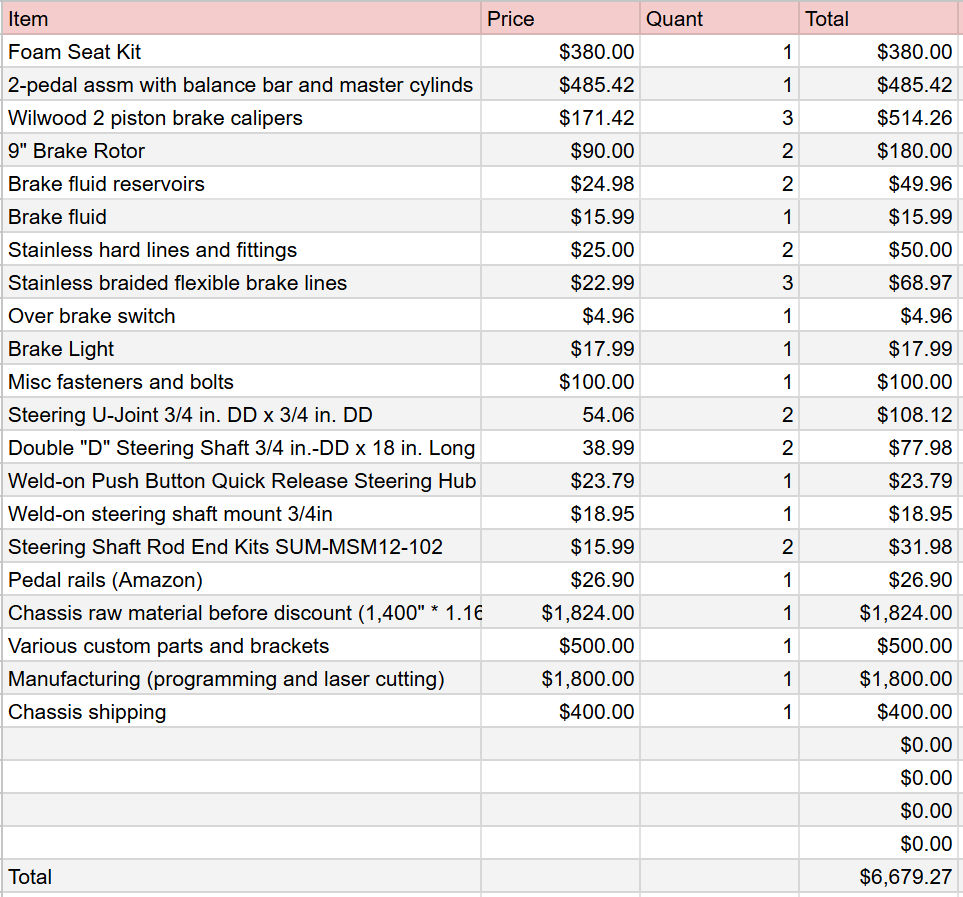 Item Price Quant Total
Foam Seat Kit $380.00 1 $380.00
2-pedal assm with balance bar and master cylinds $485.42 1 $485.42
Wilwood 2 piston brake calipers $171.42 3 $514.26
9" Brake Rotor $90.00 2 $180.00
Brake fluid reservoirs $24.98 2 $49.96
Brake fluid $15.99 1 $15.99
Stainless hard lines and fittings $25.00 2 $50.00
Stainless braided flexible brake lines $22.99 3 $68.97
Over brake switch $4.96 1 $4.96
Brake Light $17.99 1 $17.99
Misc fasteners and bolts $100.00 1 $100.00
Steering U-Joint 3/4 in. DD x 3/4 in. DD 54.06 2 $108.12
Double "D" Steering Shaft 3/4 in.-DD x 18 in. Long 38.99 2 $77.98
Weld-on Push Button Quick Release Steering Hub $23.79 1 $23.79
Weld-on steering shaft mount 3/4in $18.95 1 $18.95
Steering Shaft Rod End Kits SUM-MSM12-102 $15.99 2 $31.98
Pedal rails (Amazon) $26.90 1 $26.90
Chassis raw material before discount (1,400" * 1.16 $1,824.00 1 $1,824.00
Various custom parts and brackets $500.00 1 $500.00
Manufacturing (programming and laser cutting) $1,800.00 1 $1,800.00
Chassis shipping $400.00 1 $400.00
$0.00
$0.00
$0.00
$0.00
Total $6,679.27